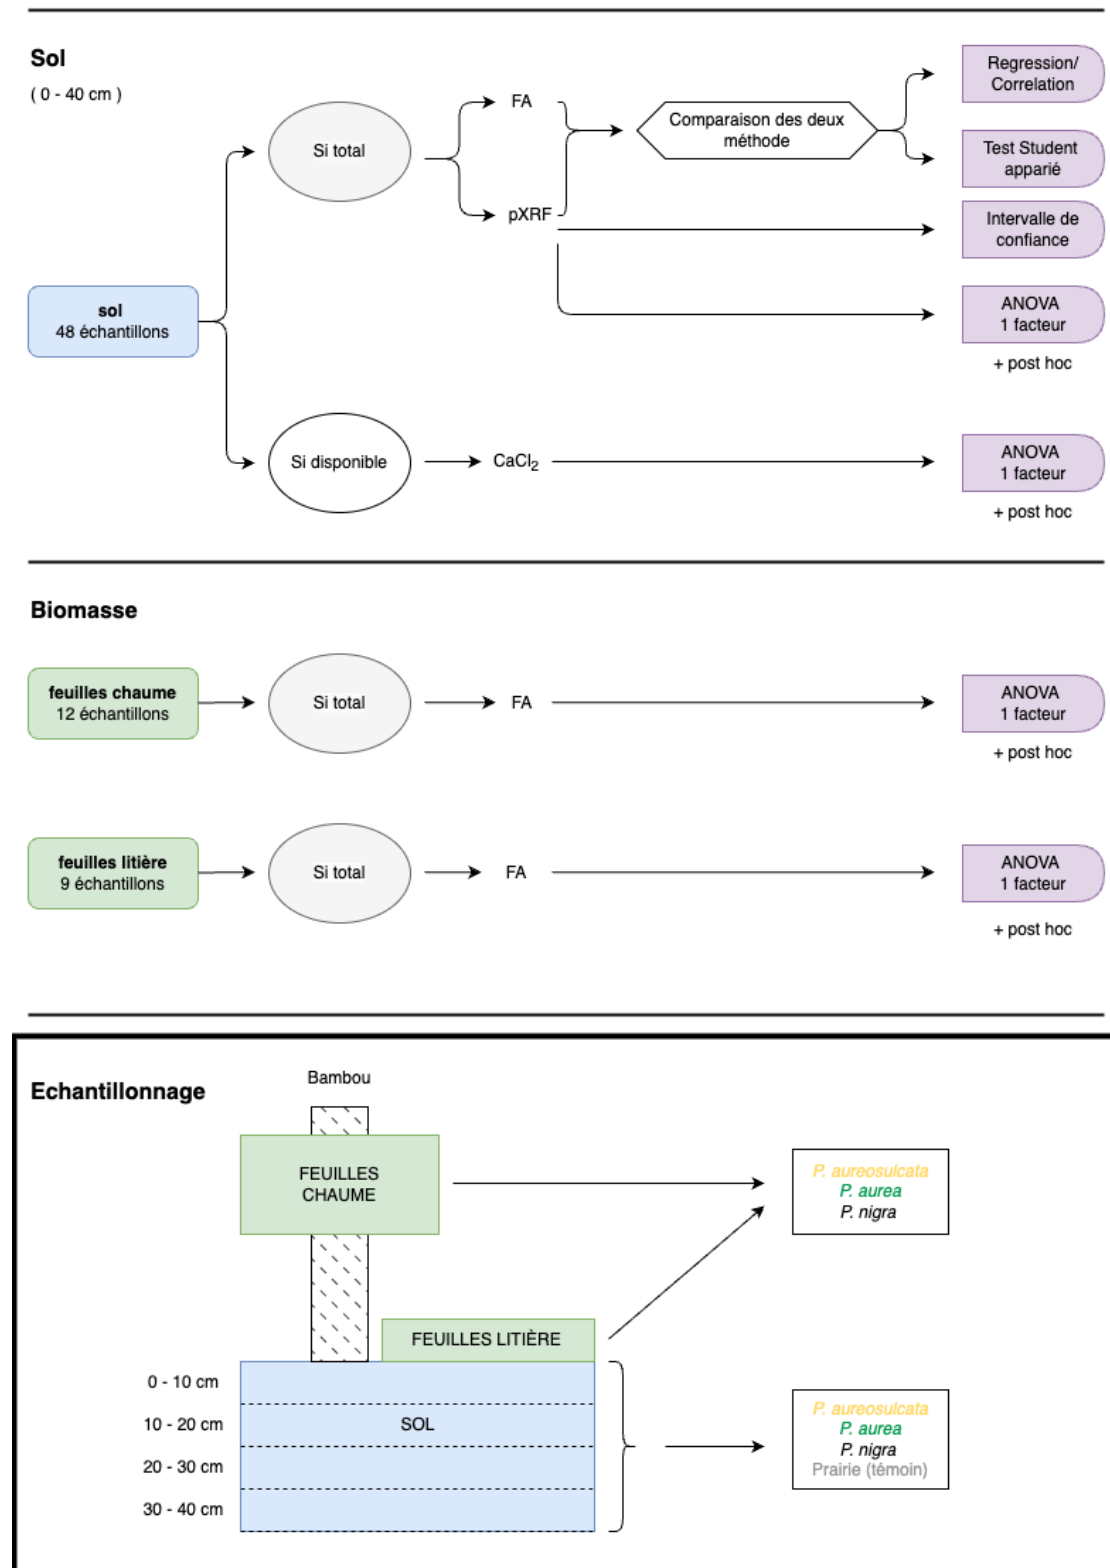 Sol
( 0 - 40 cm )
Si total
FA
pXRF
Comparaison des deux
méthode
Regression/
Correlation
Test Student
apparié
Intervalle de
confiance
ANOVA
1 facteur
+ post hoc
sol
48 échantillons
Si disponible
CaCl₂
ANOVA
1 facteur
+ post hoc
Biomasse
feuilles chaume
12 échantillons
Si total
FA
ANOVA
1 facteur
+ post hoc
feuilles litière
9 échantillons
Si total
FA
ANOVA
1 facteur
+ post hoc
Echantillonnage
Bambou
FEUILLES
CHAUME
P. aureosulcata
P. aurea
P. nigra
FEUILLES LITIÈRE
0 - 10 cm
10 - 20 cm
SOL
20 - 30 cm
30 - 40 cm
P. aureosulcata
P. aurea
P. nigra
Prairie (témoin)